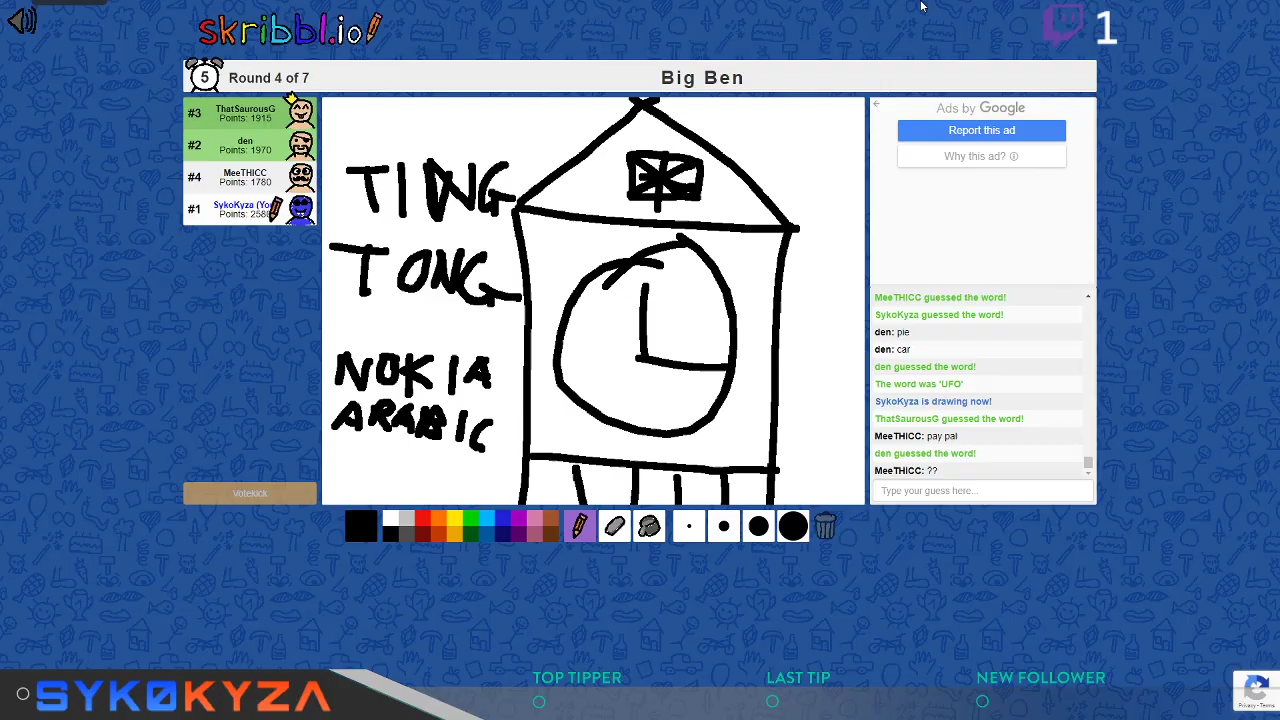 skribbl.io
1
5
Round 4 of 7
Big Ben
#3
ThatSaurousG
Points: 1915
#2
den
Points: 1970
#4
MeeTHICC
Points: 1780
#1
SykoKyza (You
Points: 258
Votekick
TING
TONG
NOKIA
ARABIC
Ads by Google
Report this ad
Why this ad?
MeeTHICC guessed the word!
SykoKyza guessed the word!
den: pie
den: car
den guessed the word!
The word was 'UFO'
SykoKyza is drawing now!
ThatSaurousG guessed the word!
MeeTHICC: pay pal
den guessed the word!
MeeTHICC: ??
Type your guess here...
SYK0KYZA
TOP TIPPER
LAST TIP
NEW FOLLOWER
Privacy - Terms